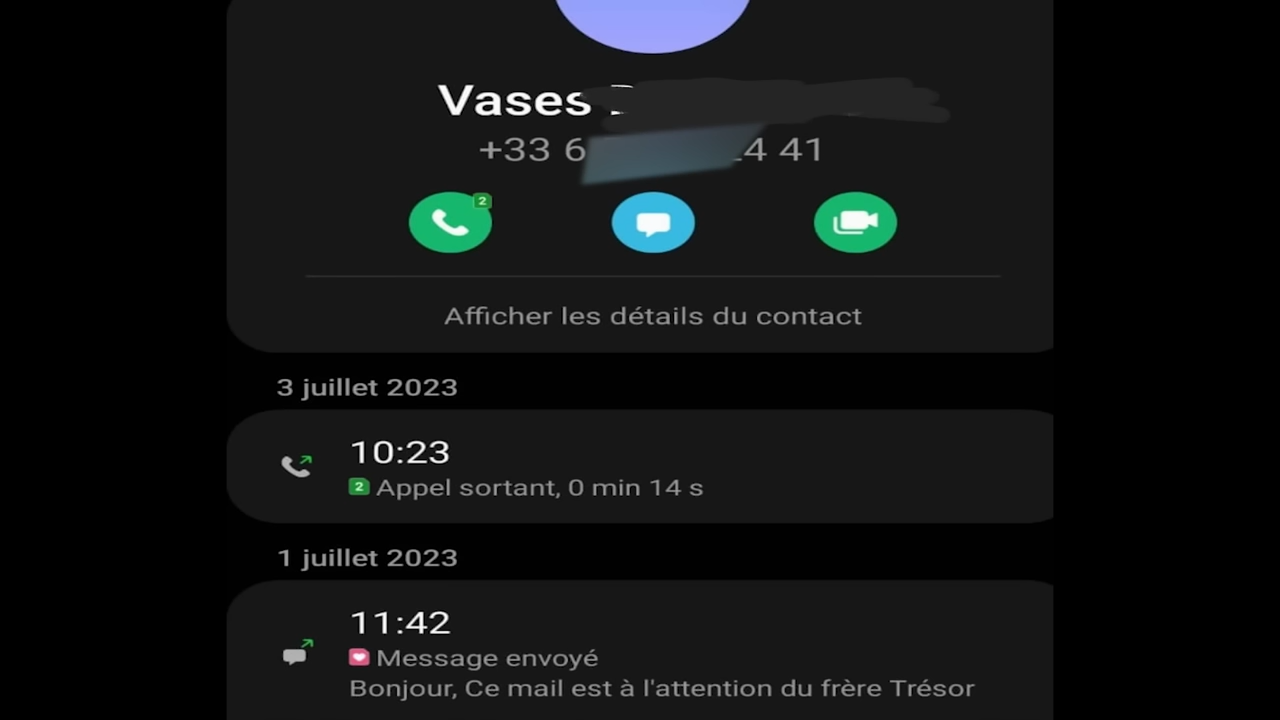 Vases
+33 6 4 41
2
Afficher les détails du contact
3 juillet 2023
10:23
2 Appel sortant, 0 min 14 s
1 juillet 2023
11:42
Message envoyé
Bonjour, Ce mail est à l'attention du frère Trésor